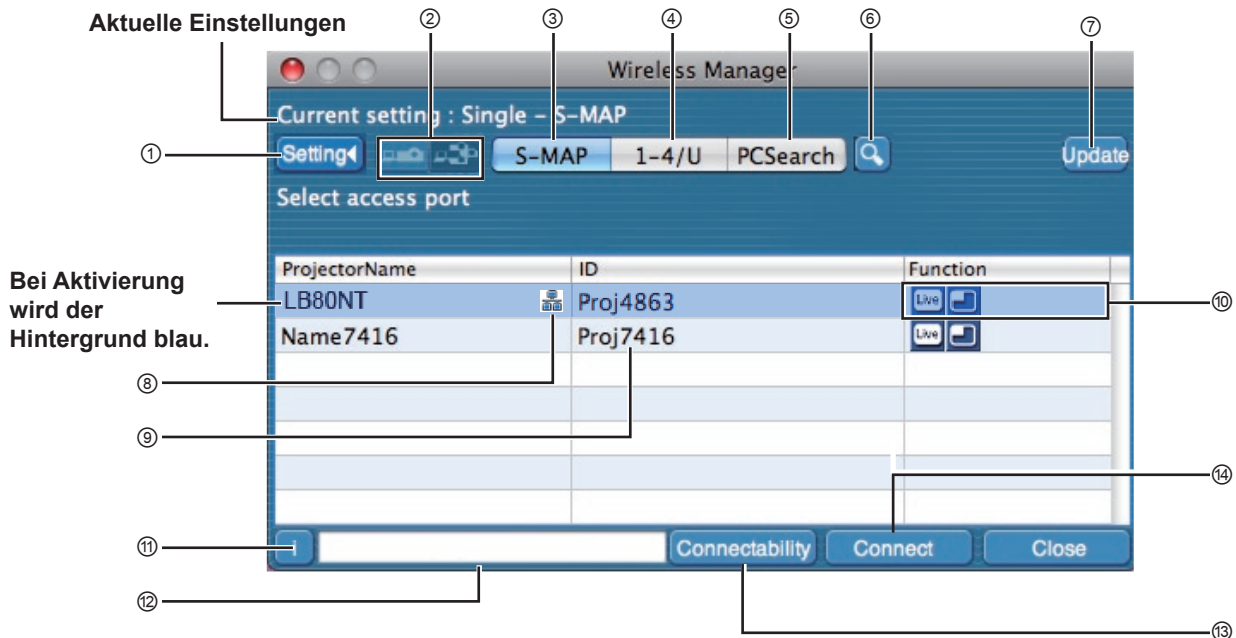 Aktuelle Einstellungen
② ③ ④ ⑤ ⑥ ⑦
Wireless Manager
Current setting : Single – S-MAP
①
Setting
S-MAP
1-4/U
PCSearch
Update
Select access port
ProjectorName
ID
Function
Bei Aktivierung
wird der
Hintergrund blau.
LB80NT
Proj4863
Live
⑩
Name7416
Proj7416
Live
⑧
⑨
⑭
⑪
i
Connectability
Connect
Close
⑫
⑬